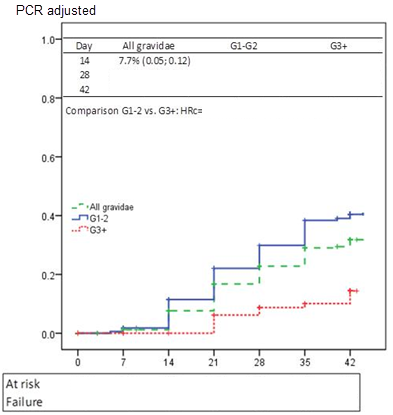 PCR adjusted
Day All gravidae G1-G2 G3+
14 7.7% (0.05; 0.12)
28
42
Comparison G1-2 vs. G3+: HRc=
1.0
0.8
0.6
0.4
0.2
0.0
All gravidae
G1-2
G3+
0 7 14 21 28 35 42
At risk
Failure